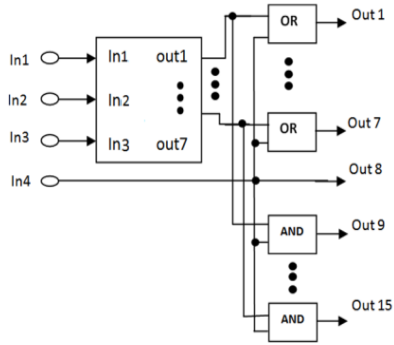 In1
In2
In3
In4
In1 out1
In2
In3 out7
OR
Out 1
OR
Out 7
Out 8
AND
Out 9
AND
Out 15